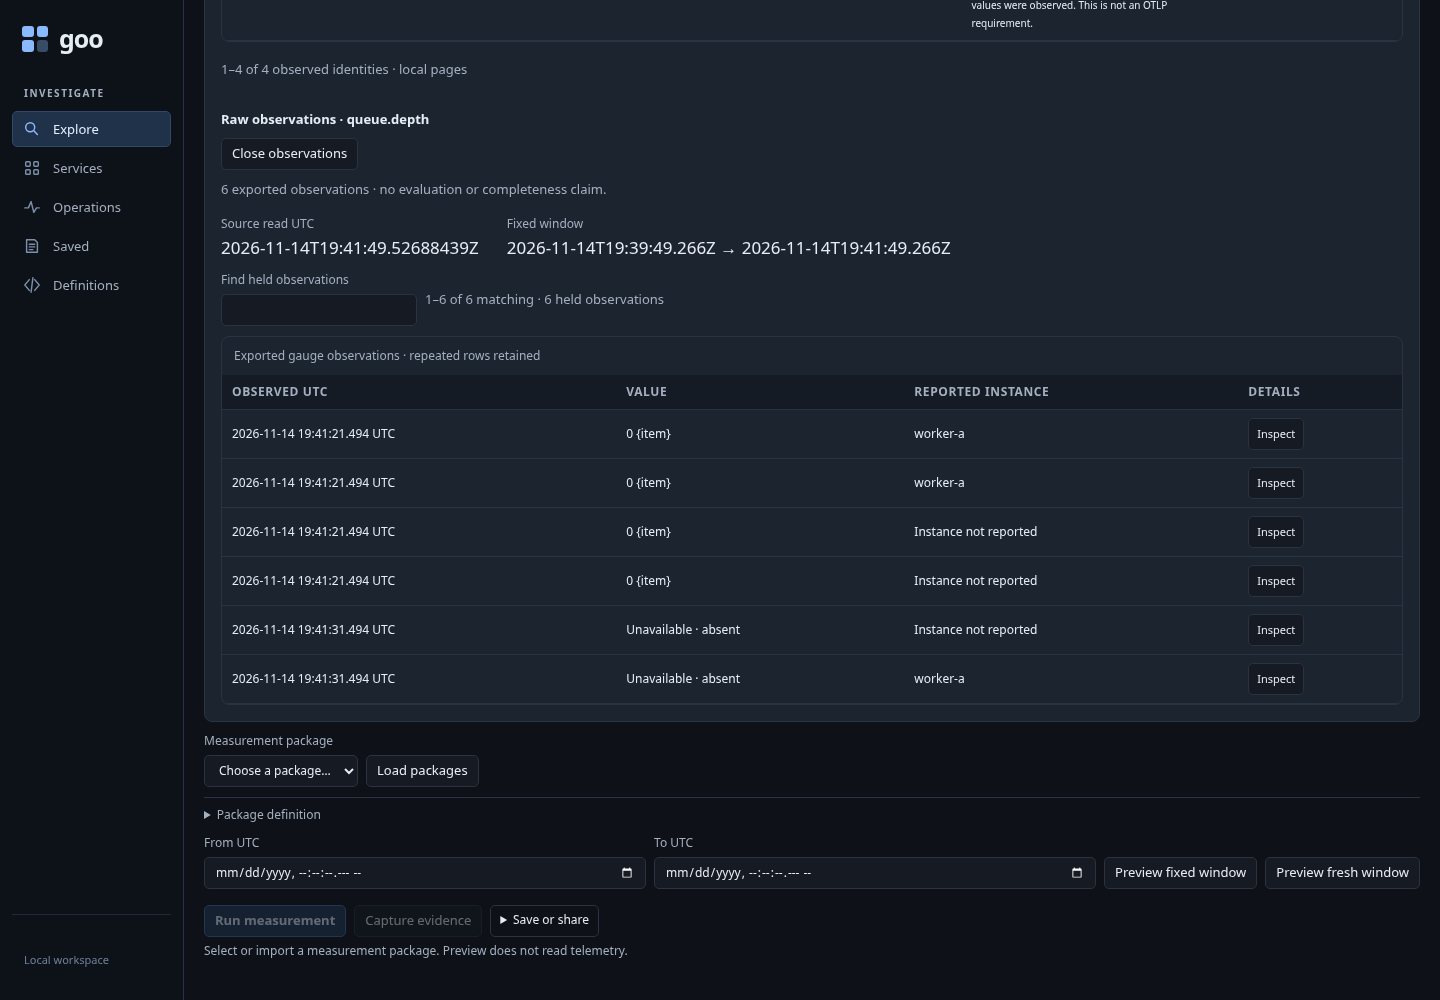 goo
INVESTIGATE
Explore
Services
Operations
Saved
Definitions
Local workspace
values were observed. This is not an OTLP
requirement.
1–4 of 4 observed identities · local pages
Raw observations · queue.depth
Close observations
6 exported observations · no evaluation or completeness claim.
Source read UTC
2026-11-14T19:41:49.52688439Z
Fixed window
2026-11-14T19:39:49.266Z → 2026-11-14T19:41:49.266Z
Find held observations
1–6 of 6 matching · 6 held observations
Exported gauge observations · repeated rows retained
OBSERVED UTC VALUE REPORTED INSTANCE DETAILS
2026-11-14 19:41:21.494 UTC 0 {item} worker-a Inspect
2026-11-14 19:41:21.494 UTC 0 {item} worker-a Inspect
2026-11-14 19:41:21.494 UTC 0 {item} Instance not reported Inspect
2026-11-14 19:41:21.494 UTC 0 {item} Instance not reported Inspect
2026-11-14 19:41:31.494 UTC Unavailable · absent Instance not reported Inspect
2026-11-14 19:41:31.494 UTC Unavailable · absent worker-a Inspect
Measurement package
Choose a package... Load packages
Package definition
From UTC To UTC
mm/dd/yyyy, --:--:--.--- -- mm/dd/yyyy, --:--:--.--- -- Preview fixed window Preview fresh window
Run measurement Capture evidence Save or share
Select or import a measurement package. Preview does not read telemetry.